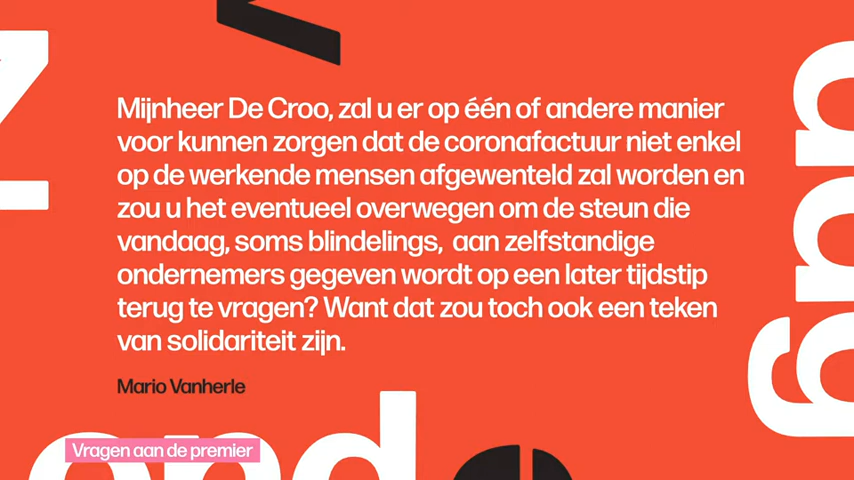 Mijnheer De Croo, zal u er op één of andere manier
voor kunnen zorgen dat de coronafactuur niet enkel
op de werkende mensen afgewenteld zal worden en
zou u het eventueel overwegen om de steun die
vandaag, soms blindelings, aan zelfstandige
ondernemers gegeven wordt op een later tijdstip
terug te vragen? Want dat zou toch ook een teken
van solidariteit zijn.
Mario Vanherle
Vragen aan de premier